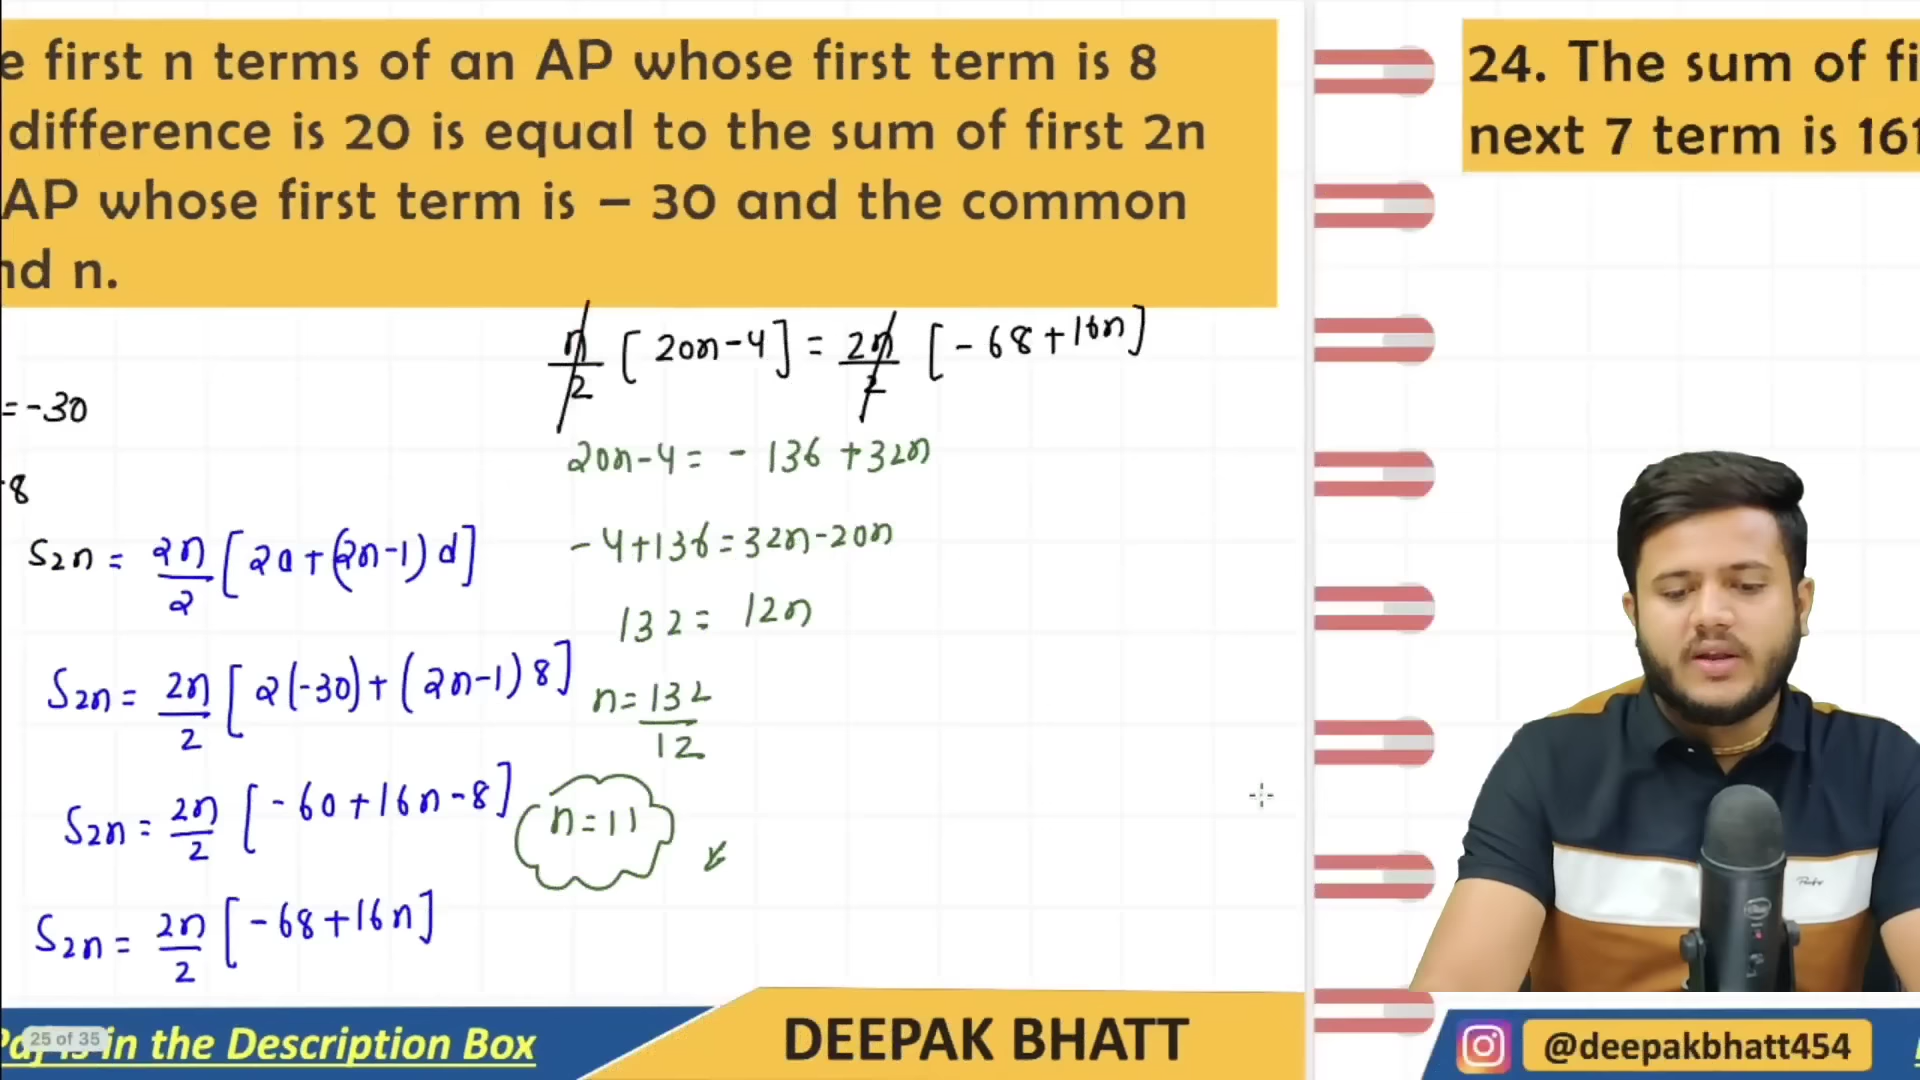 e first n terms of an AP whose first term is 8
difference is 20 is equal to the sum of first 2n
AP whose first term is – 30 and the common
nd n.
24. The sum of fi
next 7 term is 161
n/2 [20n-4] = 2n/2 [-68+16n]
= -30
20n-4 = -136 +32n
8
-4+136 = 32n-20n
S2n = 2n/2 [2a+(2n-1)d]
132 = 12n
S2n = 2n/2 [2(-30)+(2n-1)8]
n = 132/12
S2n = 2n/2 [-60+16n-8]
n = 11
S2n = 2n/2 [-68+16n]
25 of 35
in the Description Box
DEEPAK BHATT
@deepakbhatt454